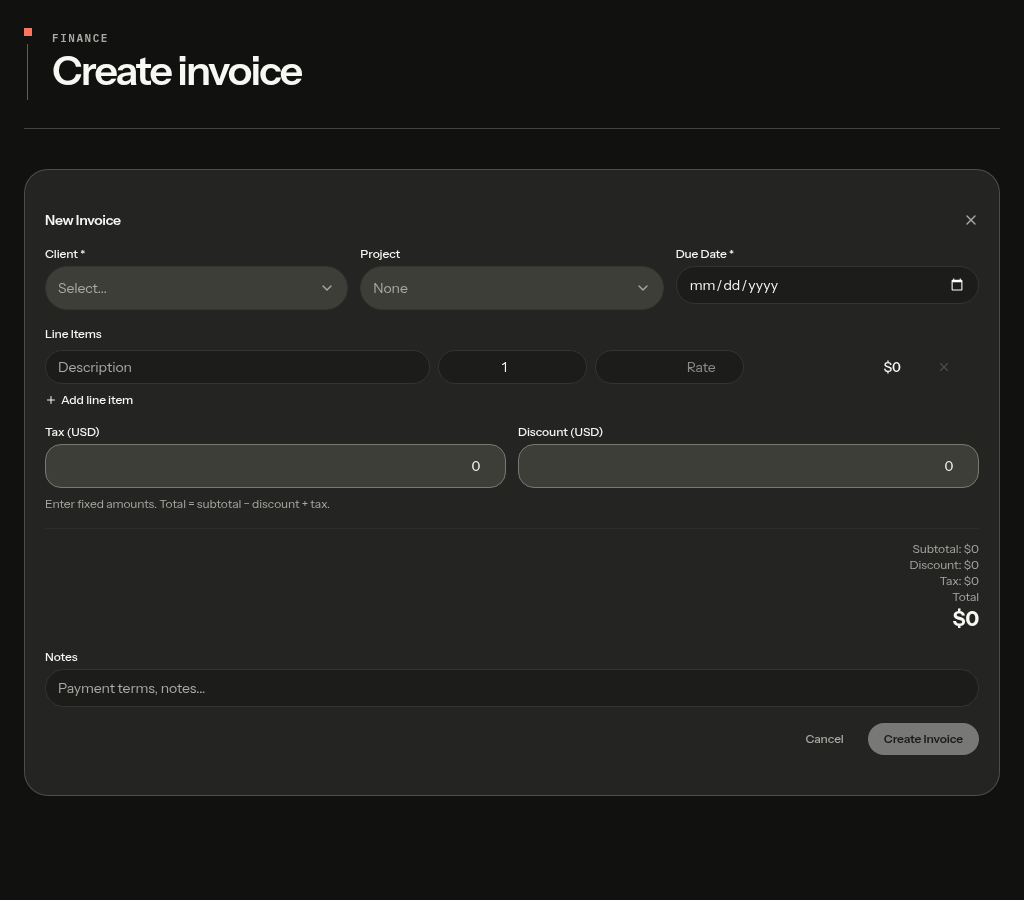 FINANCE
Create invoice
New Invoice
Client *
Project
Due Date *
Select...
None
mm/dd/yyyy
Line Items
Description
1
Rate
$0
+ Add line item
Tax (USD)
Discount (USD)
0
0
Enter fixed amounts. Total = subtotal − discount + tax.
Subtotal: $0
Discount: $0
Tax: $0
Total
$0
Notes
Payment terms, notes...
Cancel
Create Invoice